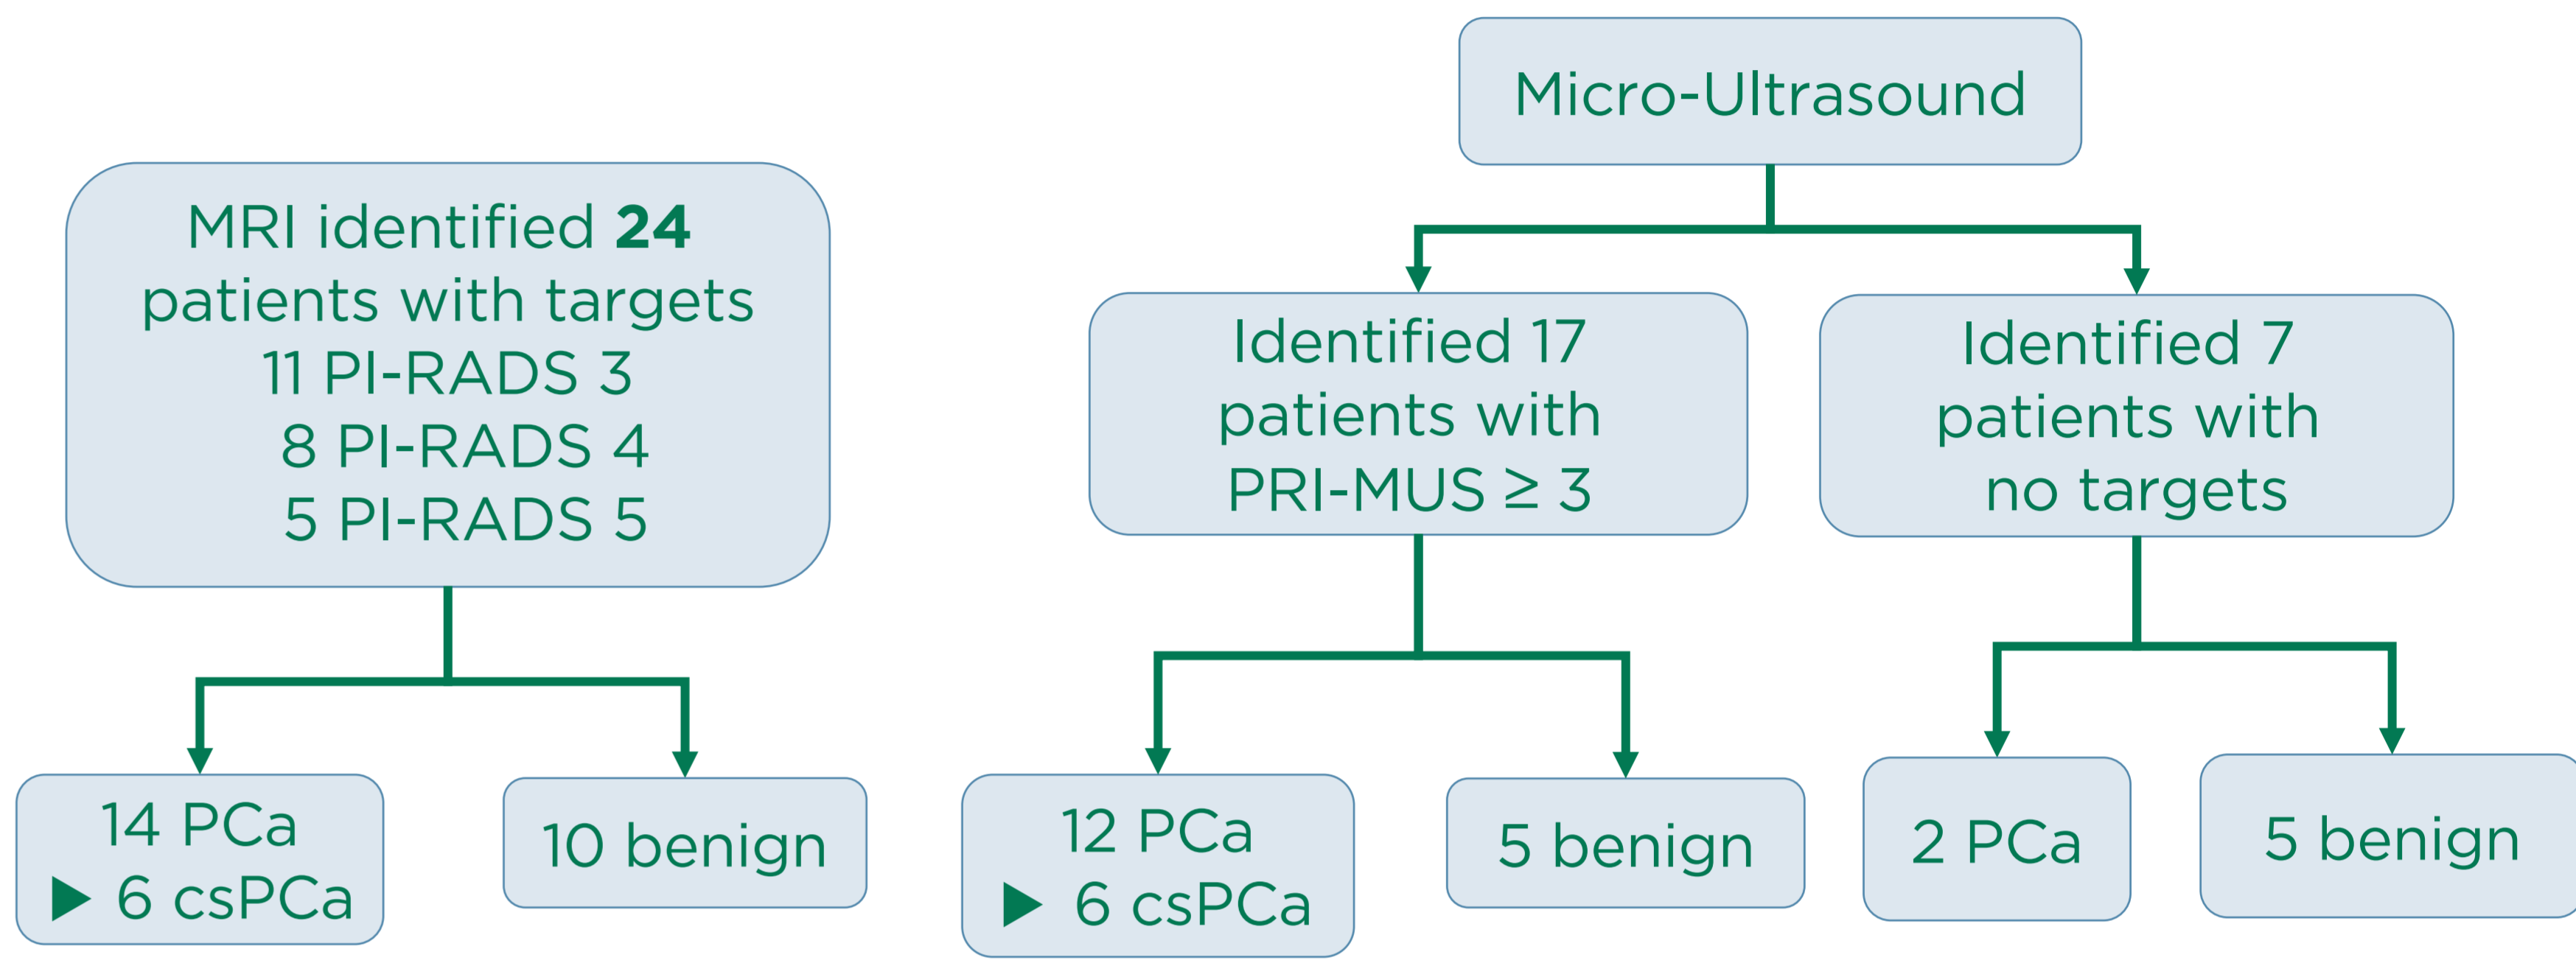 MRI identified 24
patients with targets
11 PI-RADS 3
8 PI-RADS 4
5 PI-RADS 5
14 PCa
▶ 6 csPCa
10 benign
Micro-Ultrasound
Identified 17
patients with
PRI-MUS ≥ 3
Identified 7
patients with
no targets
12 PCa
▶ 6 csPCa
5 benign
2 PCa
5 benign